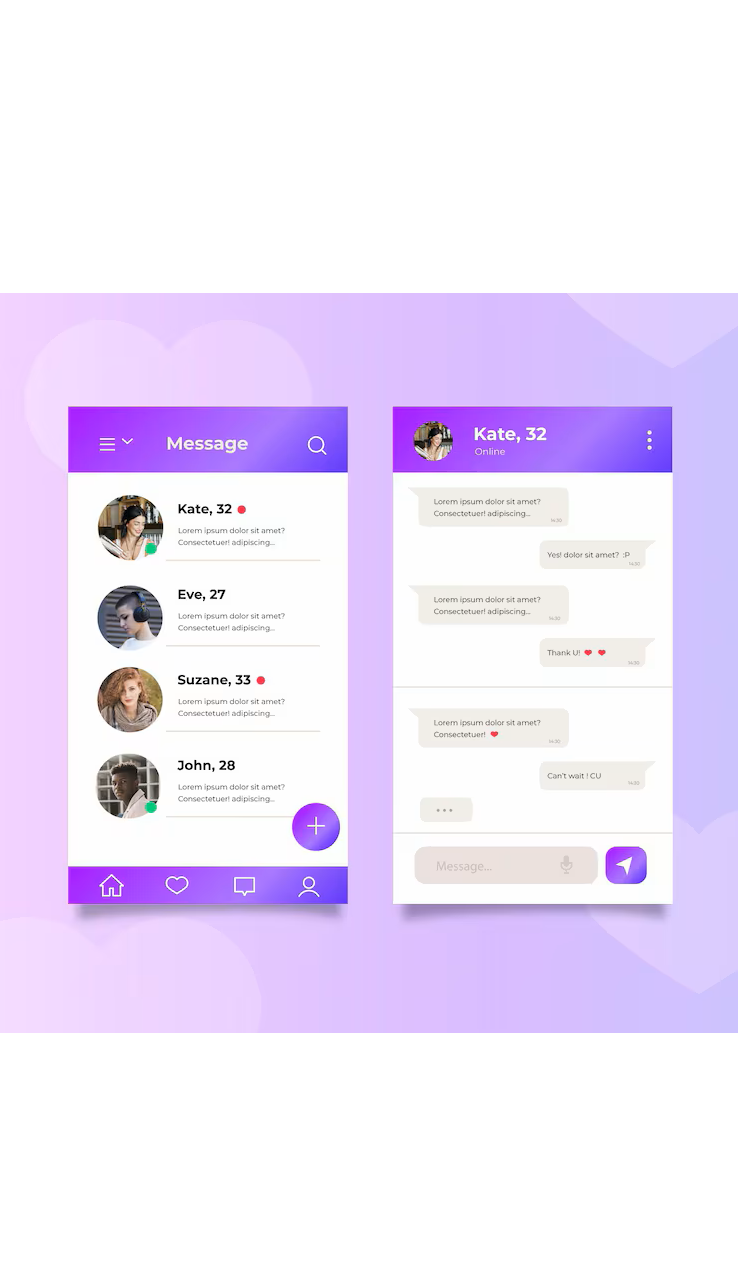 Message
Kate, 32
Lorem ipsum dolor sit amet?
Consectetuer! adipiscing...
Eve, 27
Lorem ipsum dolor sit amet?
Consectetuer! adipiscing...
Suzane, 33
Lorem ipsum dolor sit amet?
Consectetuer! adipiscing...
John, 28
Lorem ipsum dolor sit amet?
Consectetuer! adipiscing...
Kate, 32
Online
Lorem ipsum dolor sit amet?
Consectetuer! adipiscing...
14:30
Yes! dolor sit amet? :P
14:30
Lorem ipsum dolor sit amet?
Consectetuer! adipiscing...
14:30
Thank U! ❤ ❤
14:30
Lorem ipsum dolor sit amet?
Consectetuer! ❤
14:30
Can't wait ! CU
14:30
Message...